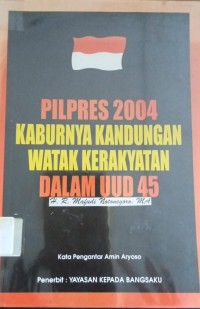 PILPRES 2004
KABURNYA KANDUNGAN
WATAK KERAKYATAN
DALAM UUD 45
H. R. Mafudi Notonegoro, MA
Kata Pengantar Amin Aryoso
Penerbit : YAYASAN KEPADA BANGSAKU